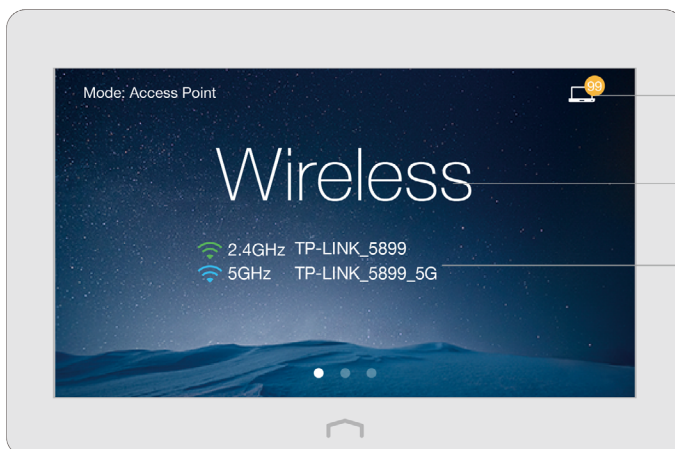 Mode: Access Point
99
Wireless
2.4GHz TP-LINK_5899
5GHz TP-LINK_5899_5G